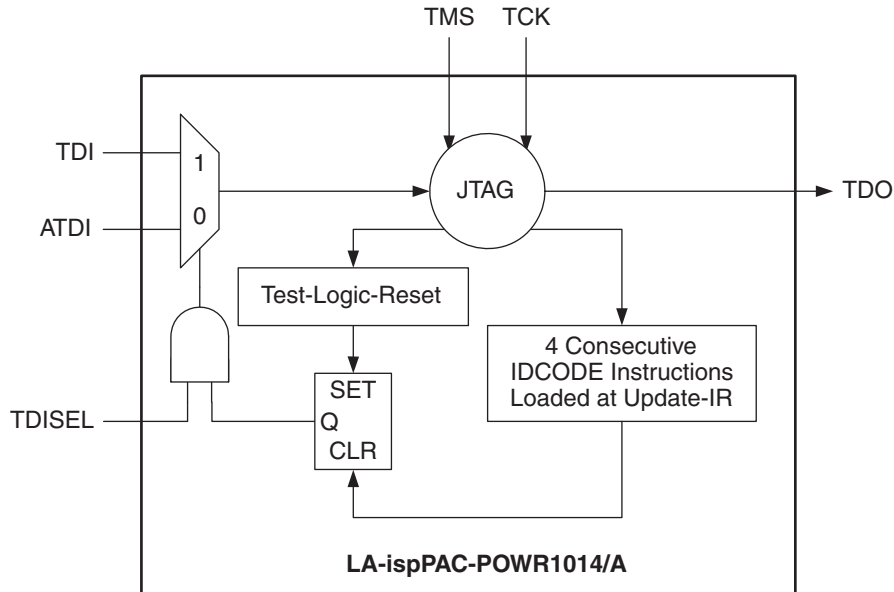 TMS
TCK
TDI
1
JTAG
TDO
0
ATDI
Test-Logic-Reset
4 Consecutive
IDCODE Instructions
Loaded at Update-IR
SET
TDISEL
Q
CLR
LA-ispPAC-POWR1014/A